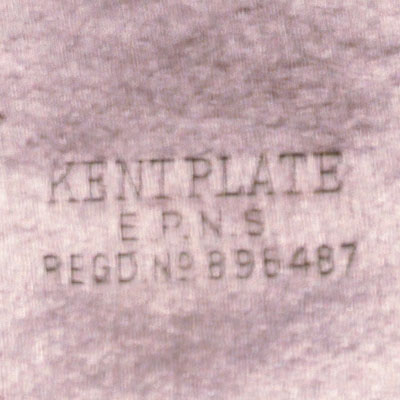 KENT PLATE
E.P.N.S
REGD. No 896487